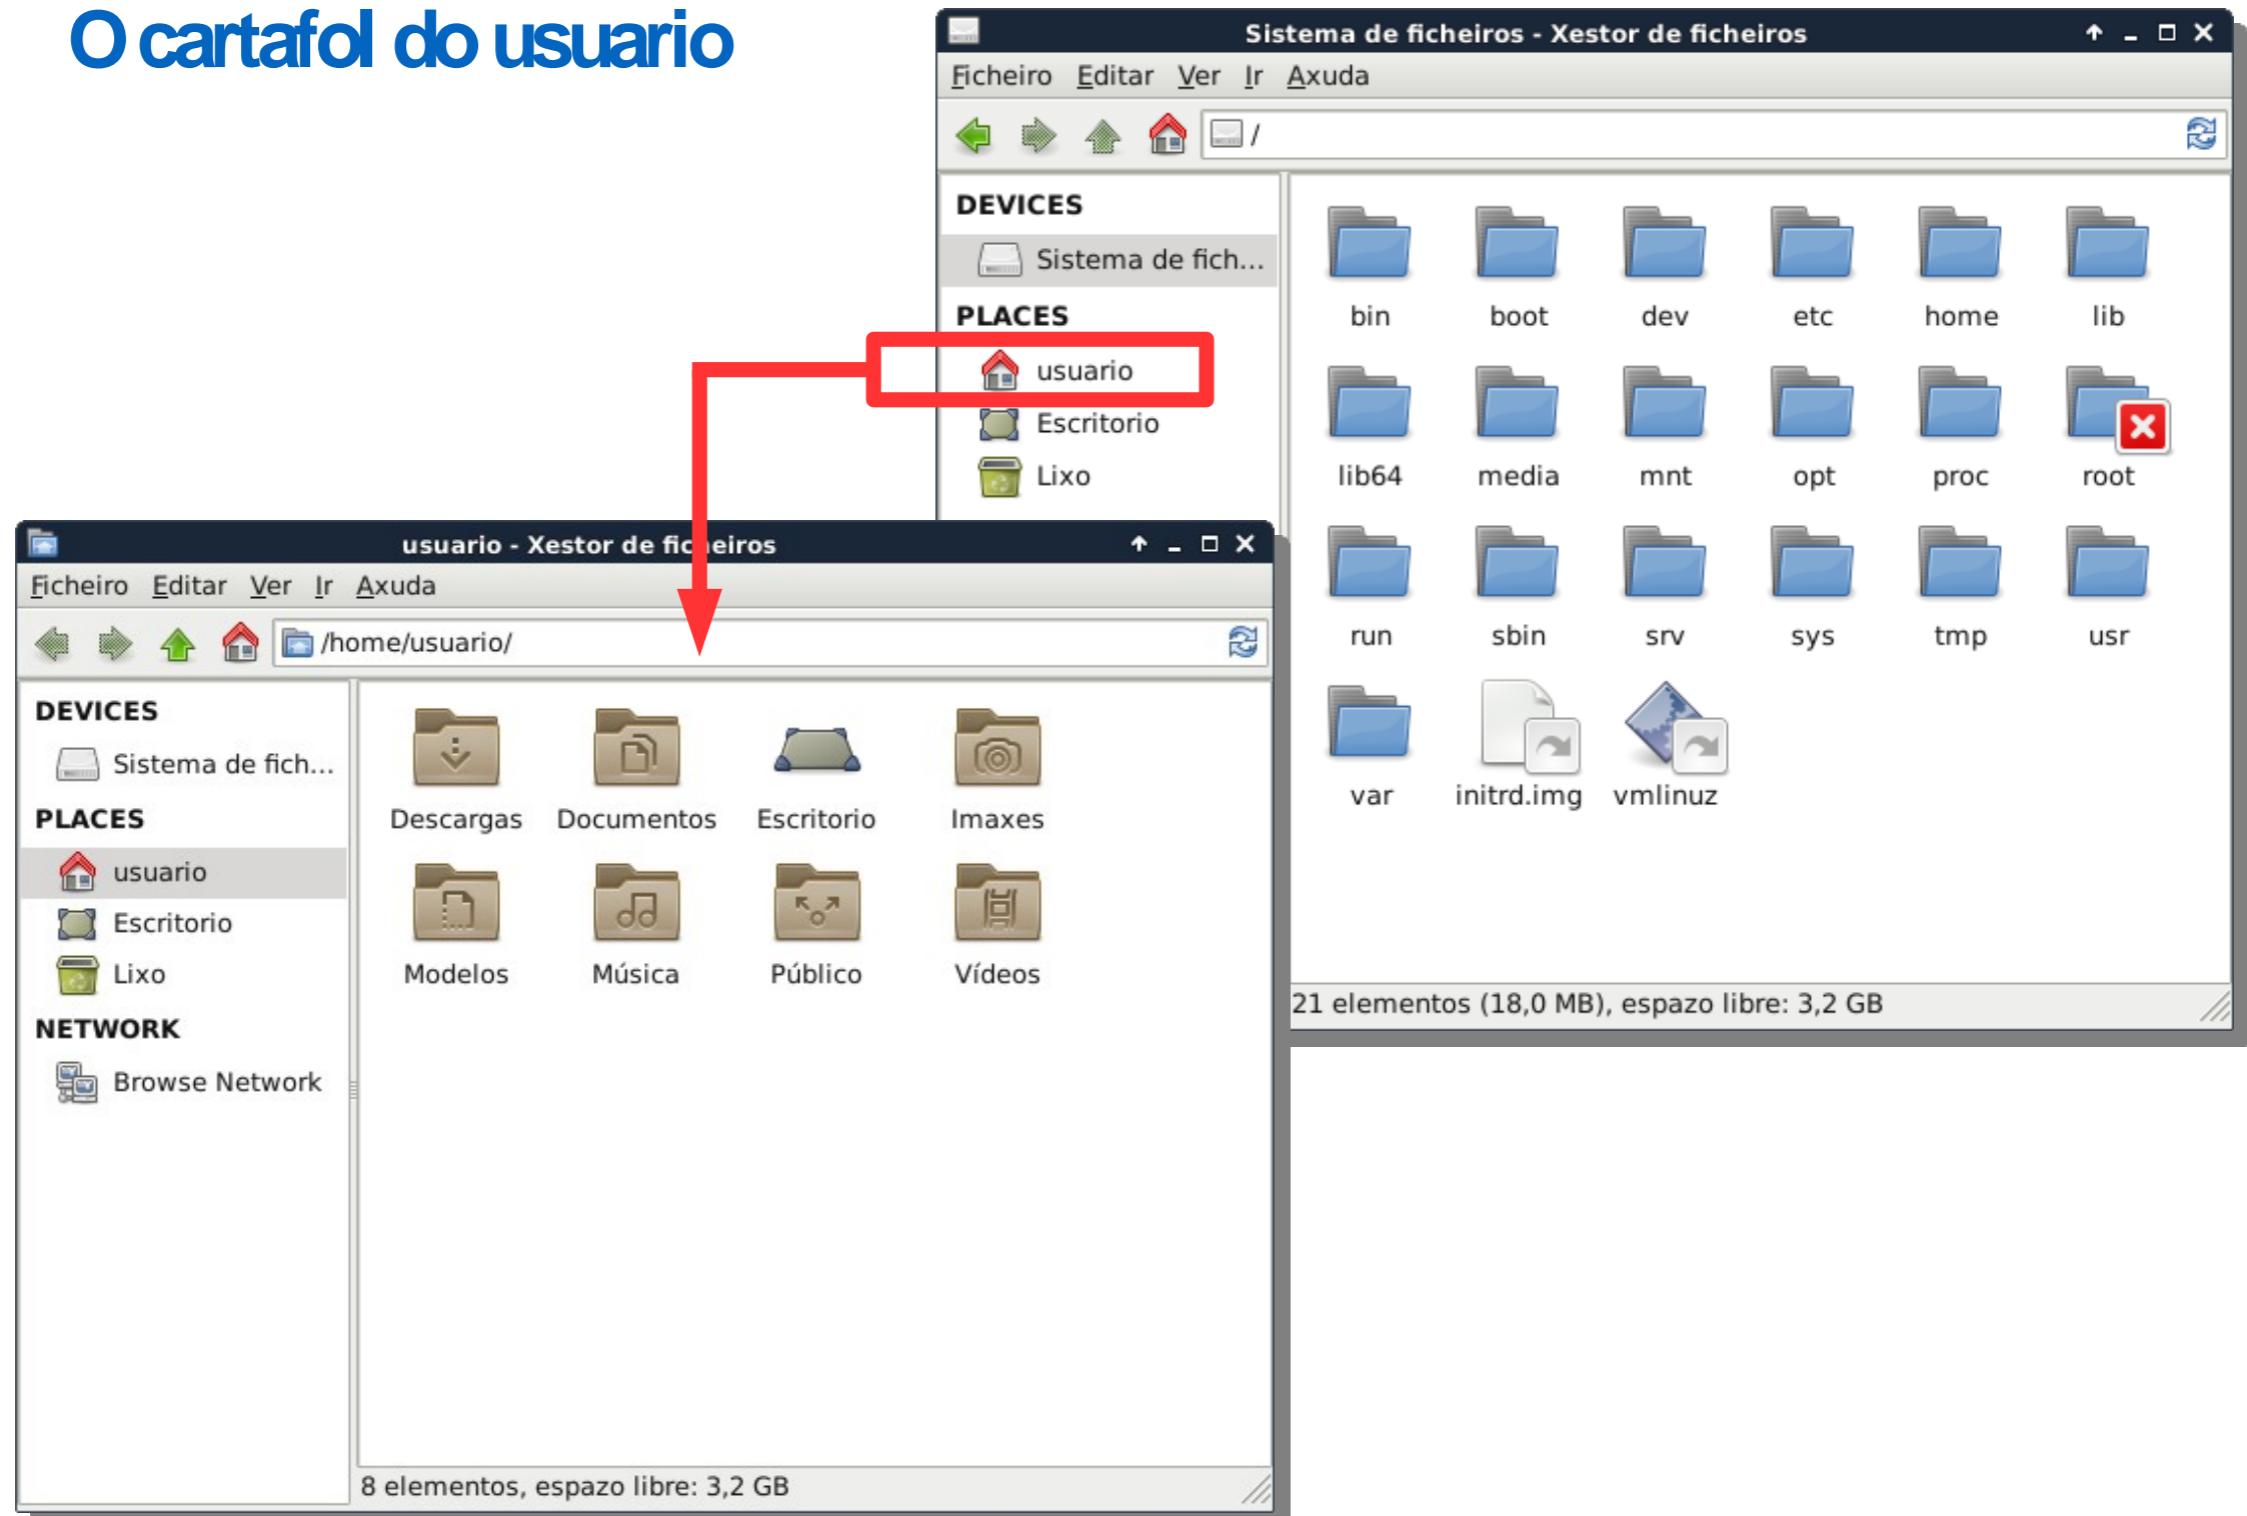 O cartafol do usuario
Sistema de ficheiros - Xestor de ficheiros
Ficheiro Editar Ver Ir Axuda
/
DEVICES
Sistema de fich...
PLACES
usuario
Escritorio
Lixo
bin boot dev etc home lib
lib64 media mnt opt proc root
run sbin srv sys tmp usr
var initrd.img vmlinuz
21 elementos (18,0 MB), espazo libre: 3,2 GB
usuario - Xestor de ficheiros
Ficheiro Editar Ver Ir Axuda
/home/usuario/
DEVICES
Sistema de fich...
PLACES
usuario
Escritorio
Lixo
NETWORK
Browse Network
Descargas Documentos Escritorio Imaxes
Modelos Música Público Vídeos
8 elementos, espazo libre: 3,2 GB